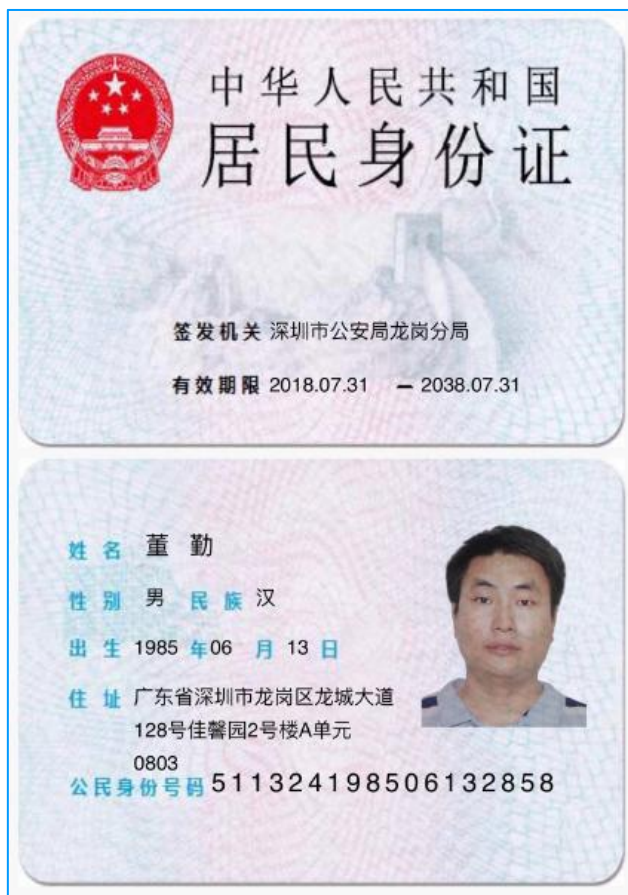 中华人民共和国
居民身份证
签发机关 深圳市公安局龙岗分局
有效期限 2018.07.31 － 2038.07.31
姓名 董 勤
性别 男 民族 汉
出生 1985 年 06 月 13 日
住址 广东省深圳市龙岗区龙城大道
128号佳馨园2号楼A单元
0803
公民身份号码 511324198506132858